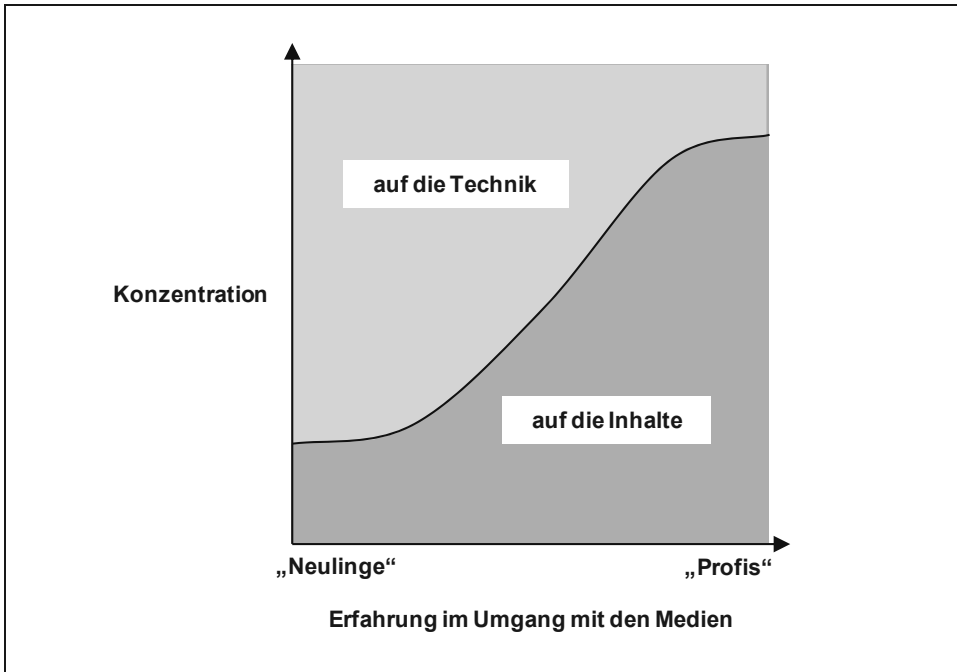 auf die Technik
Konzentration
auf die Inhalte
„Neulinge“
„Profis“
Erfahrung im Umgang mit den Medien